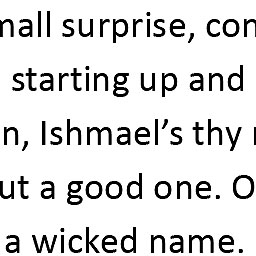 mall surprise, con
starting up and
n, Ishmael’s thy
ut a good one. O
a wicked name.